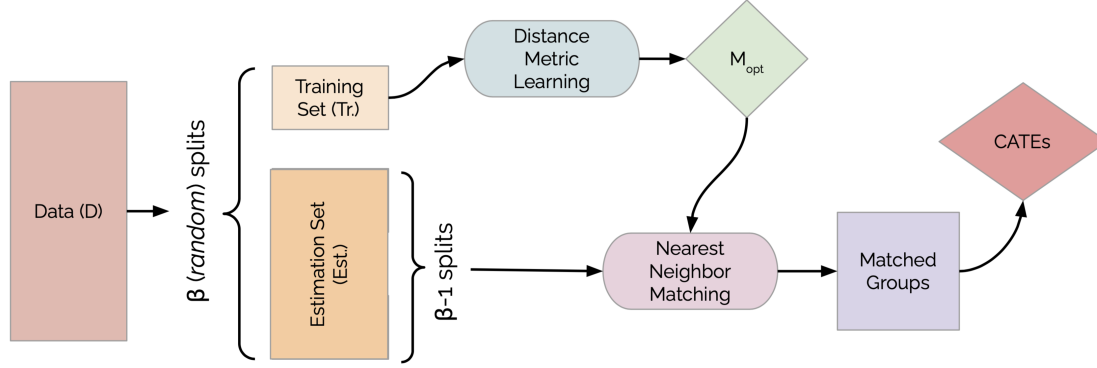 Data (D)
β (random) splits
Training
Set (Tr.)
Estimation Set
(Est.)
β-1 splits
Distance
Metric
Learning
Mopt
Nearest
Neighbor
Matching
Matched
Groups
CATEs